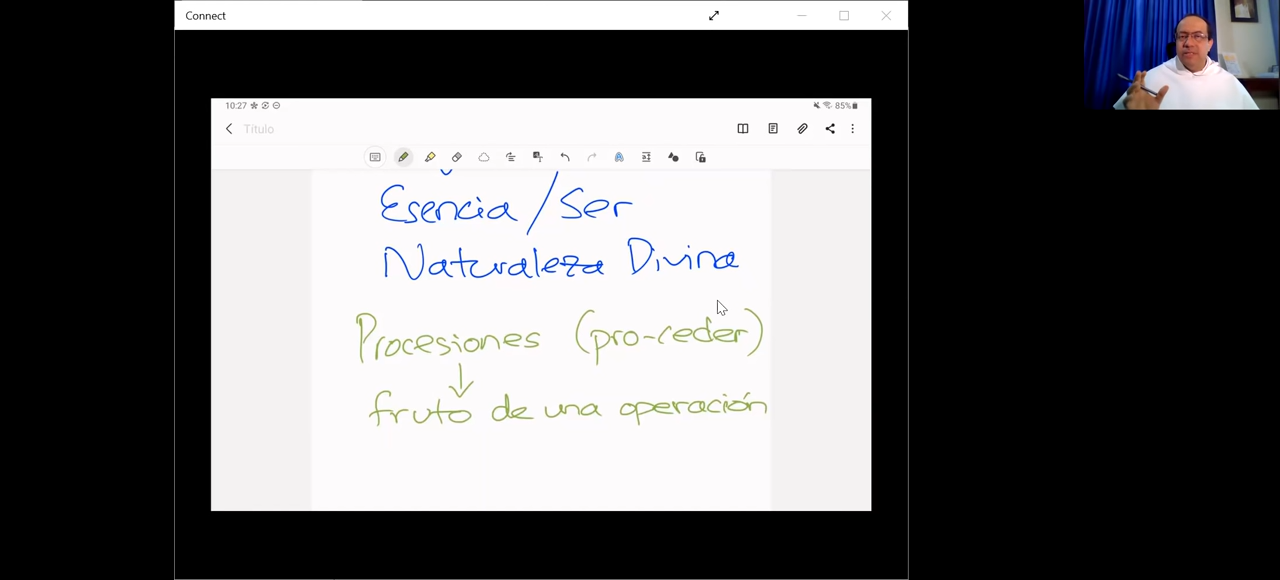 Connect
10:27
85%
Título
Esencia / Ser
Naturaleza Divina
Procesiones (pro-ceder)
↓
fruto de una operación